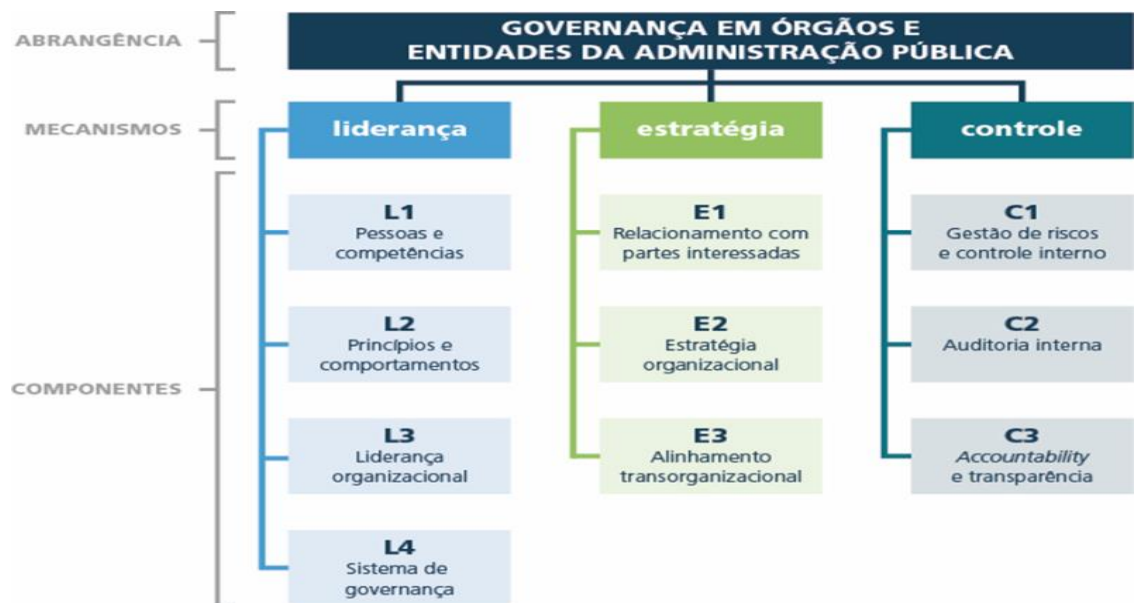 ABRANGÊNCIA
GOVERNANÇA EM ÓRGÃOS E
ENTIDADES DA ADMINISTRAÇÃO PÚBLICA
MECANISMOS
liderança
estratégia
controle
COMPONENTES
L1
Pessoas e
competências
E1
Relacionamento com
partes interessadas
C1
Gestão de riscos
e controle interno
L2
Princípios e
comportamentos
E2
Estratégia
organizacional
C2
Auditoria interna
L3
Liderança
organizacional
E3
Alinhamento
transorganizacional
C3
Accountability
e transparência
L4
Sistema de
governança